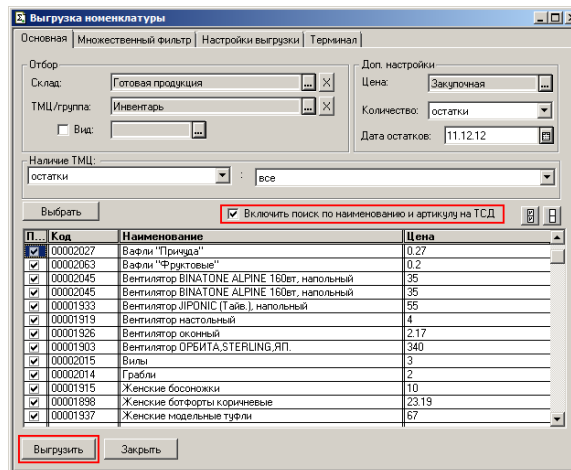 Выгрузка номенклатуры
Основная Множественный фильтр Настройки выгрузки Терминал
Отбор
Склад: Готовая продукция ... X
ТМЦ/группа: Инвентарь ... X
Вид: ...
Доп. настройки
Цена: Закупочная ...
Количество: остатки
Дата остатков: 11.12.12
Наличие ТМЦ:
остатки : все
Выбрать Включить поиск по наименованию и артикулу на ТСД
П... Код Наименование Цена
00002027 Вафли "Причуда" 0.27
00002063 Вафли "Фруктовые" 0.2
00002045 Вентилятор BINATONE ALPINE 160вт, напольный 35
00002045 Вентилятор BINATONE ALPINE 160вт, напольный 35
00001933 Вентилятор JIPONIC (Тайв.), напольный 55
00001919 Вентилятор настольный 4
00001926 Вентилятор оконный 2.17
00001903 Вентилятор ОРБИТА,STERLING,ЯП. 340
00002015 Вилы 3
00002014 Грабли 2
00001915 Женские босоножки 10
00001898 Женские ботфорты коричневые 23.19
00001937 Женские модельные туфли 67
Выгрузить Закрыть